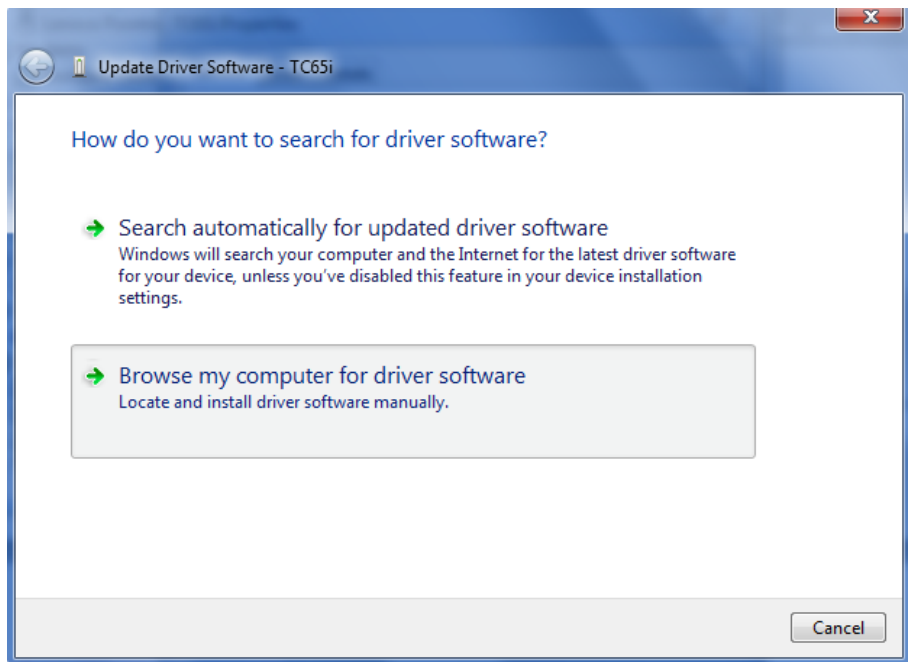 Update Driver Software - TC65i
How do you want to search for driver software?
Search automatically for updated driver software
Windows will search your computer and the Internet for the latest driver software
for your device, unless you've disabled this feature in your device installation
settings.
Browse my computer for driver software
Locate and install driver software manually.
Cancel